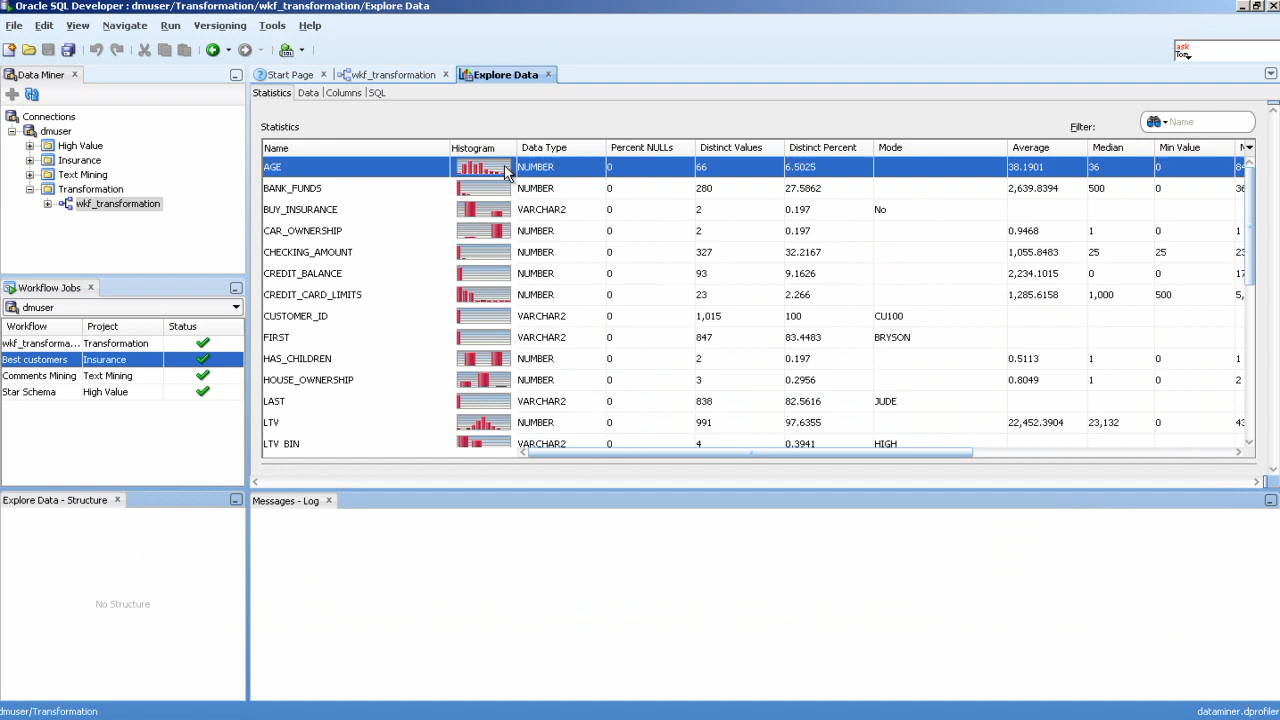 Oracle SQL Developer : dmuser/Transformation/wkf_transformation/Explore Data
File Edit View Navigate Run Versioning Tools Help
ask
Tom
Data Miner
Start Page wkf_transformation Explore Data
Statistics Data Columns SQL
Connections
dmuser
High Value
Insurance
Text Mining
Transformation
wkf_transformation
Statistics Filter: Name
Name Histogram Data Type Percent NULLs Distinct Values Distinct Percent Mode Average Median Min Value
AGE NUMBER 0 66 6.5025 38.1901 36 0 84
BANK_FUNDS NUMBER 0 280 27.5862 2,639.8394 500 0 36
BUY_INSURANCE VARCHAR2 0 2 0.197 No
CAR_OWNERSHIP NUMBER 0 2 0.197 0.9468 1 0 1
CHECKING_AMOUNT NUMBER 0 327 32.2167 1,055.8483 25 25
CREDIT_BALANCE NUMBER 0 93 9.1626 2,234.1015 0 0 17
CREDIT_CARD_LIMITS NUMBER 0 23 2.266 1,285.6158 1,000 500 5,
CUSTOMER_ID VARCHAR2 0 1,015 100 CU100
FIRST VARCHAR2 0 847 83.4483 BRYSON
HAS_CHILDREN NUMBER 0 2 0.197 0.5113 1 0 1
HOUSE_OWNERSHIP NUMBER 0 3 0.2956 0.8049 1 0 2
LAST VARCHAR2 0 838 82.5616 JUDE
LTV NUMBER 0 991 97.6355 22,452.3904 23,132 0 43
LTV_BIN VARCHAR2 0 4 0.3941 HIGH
Workflow Jobs
dmuser
Workflow Project Status
wkf_transforma... Transformation
Best customers Insurance
Comments Mining Text Mining
Star Schema High Value
Explore Data - Structure
No Structure
Messages - Log
dmuser/Transformation dataminer.dprofiler